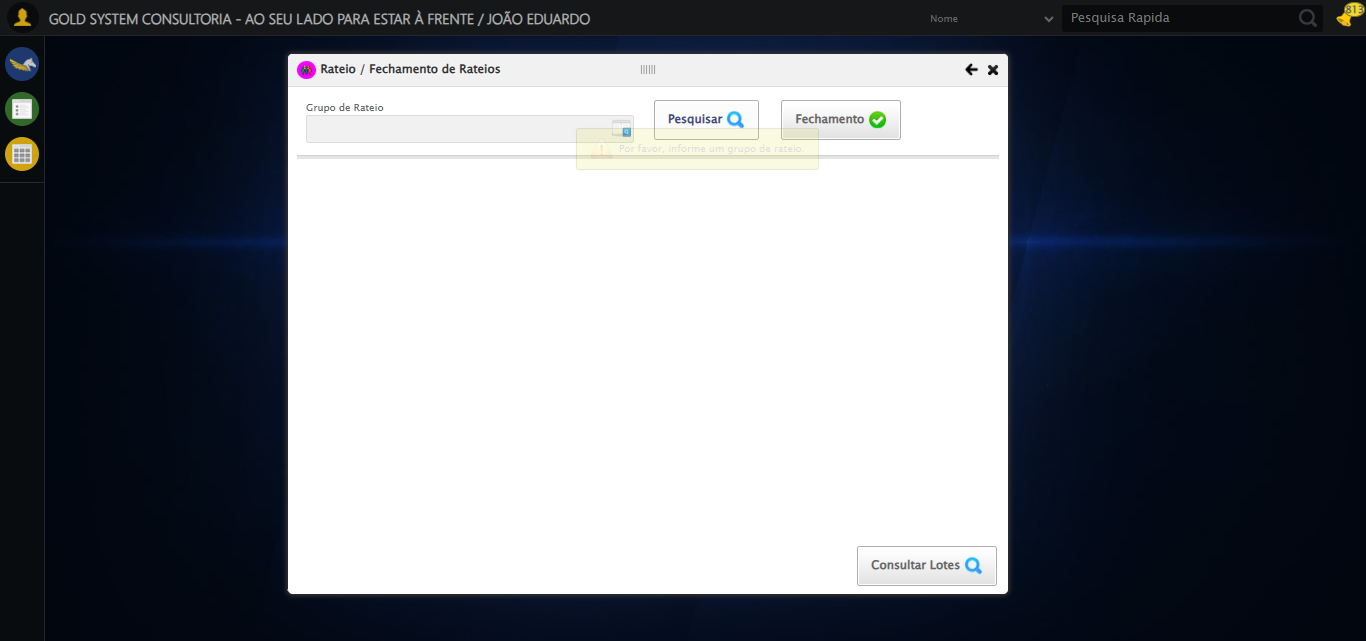 GOLD SYSTEM CONSULTORIA - AO SEU LADO PARA ESTAR À FRENTE / JOÃO EDUARDO
Nome
Pesquisa Rapida
813
Rateio / Fechamento de Rateios
Grupo de Rateio
Pesquisar
Fechamento
Por favor, informe um grupo de rateio.
Consultar Lotes